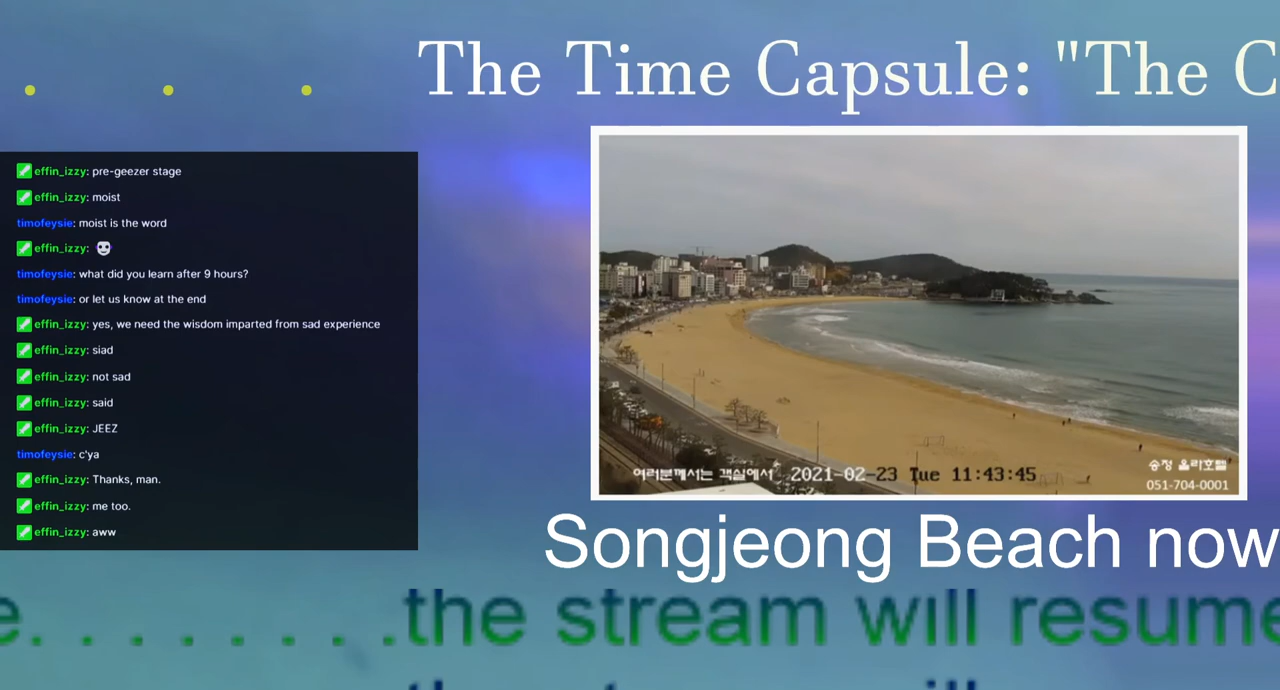 The Time Capsule: "The C
effin_izzy: pre-geezer stage
effin_izzy: moist
timofeysie: moist is the word
effin_izzy:
timofeysie: what did you learn after 9 hours?
timofeysie: or let us know at the end
effin_izzy: yes, we need the wisdom imparted from sad experience
effin_izzy: siad
effin_izzy: not sad
effin_izzy: said
effin_izzy: JEEZ
timofeysie: c'ya
effin_izzy: Thanks, man.
effin_izzy: me too.
effin_izzy: aww
여러분께서는 객실에서 2021-02-23 Tue 11:43:45
송정 올라호텔
051-704-0001
Songjeong Beach now
e. . . . . . . . .the stream will resume